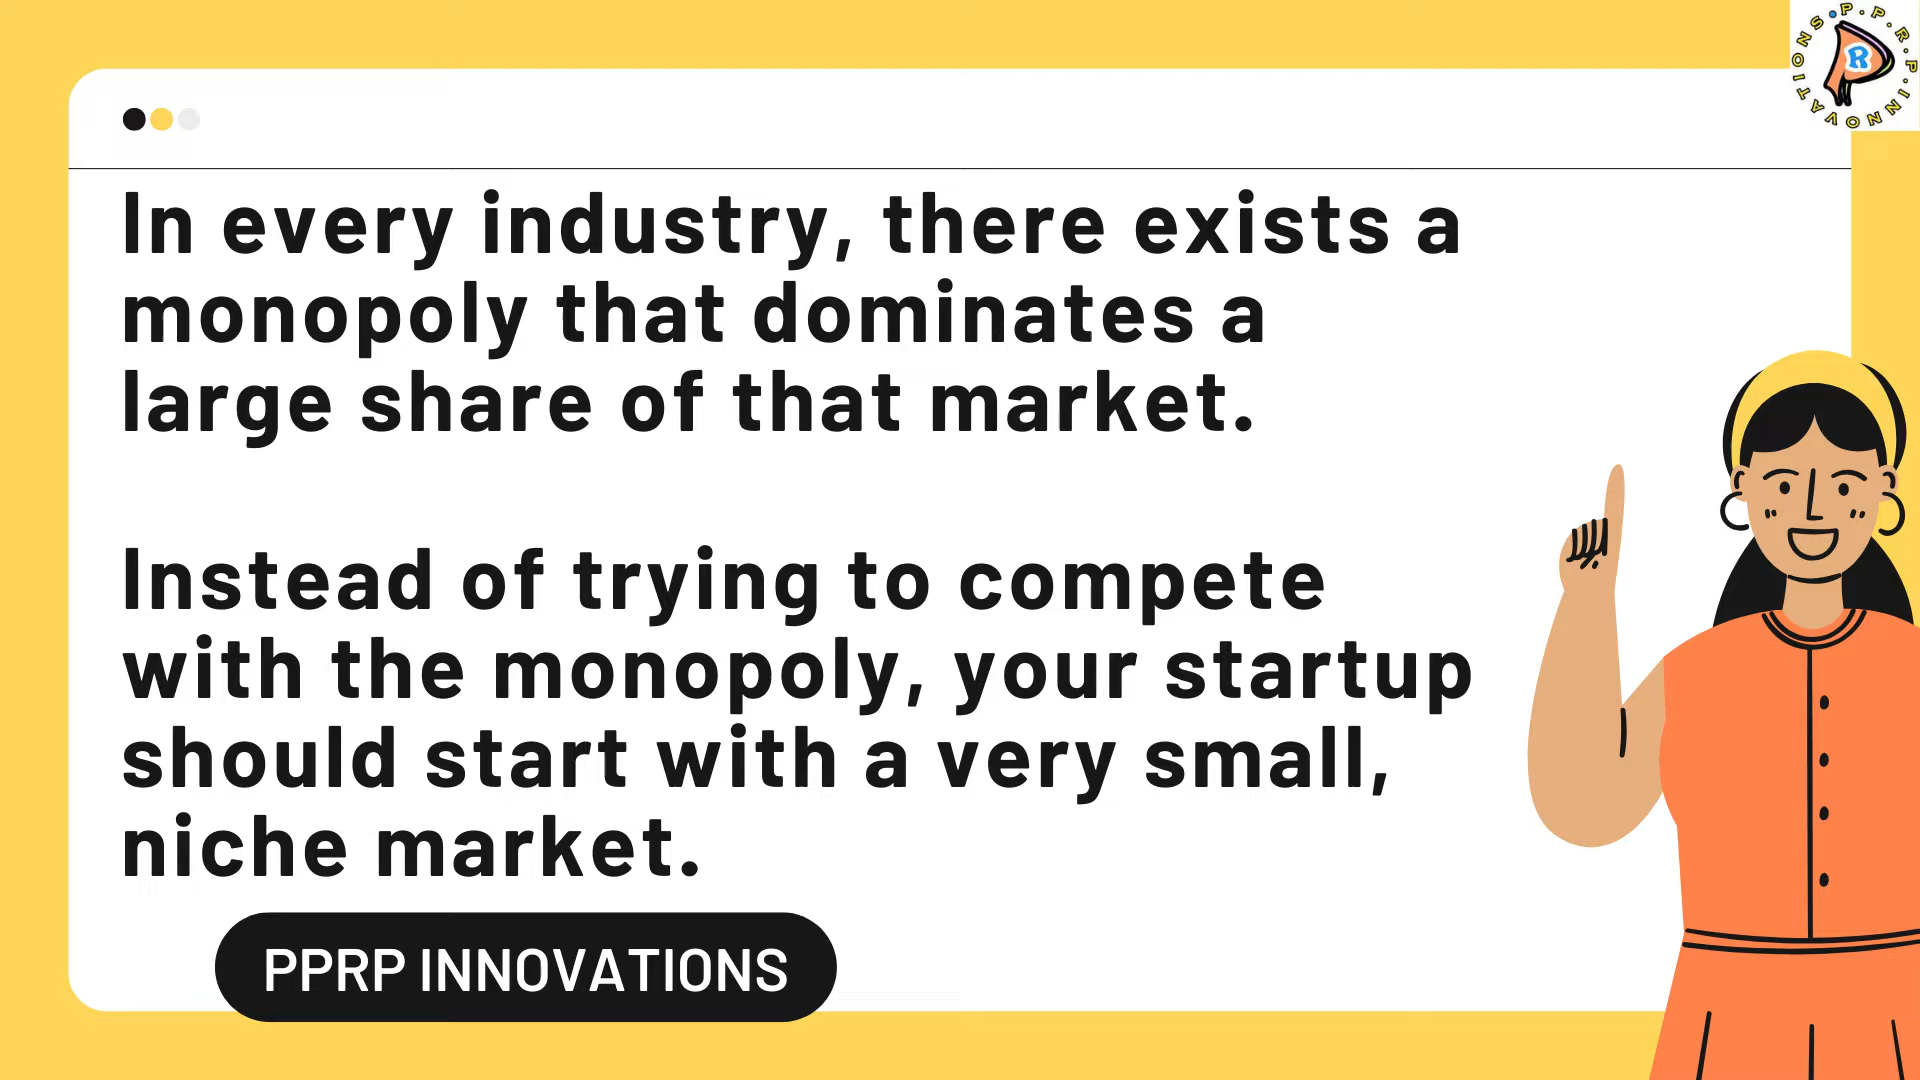 In every industry, there exists a
monopoly that dominates a
large share of that market.
Instead of trying to compete
with the monopoly, your startup
should start with a very small,
niche market.
PPRP INNOVATIONS
P.P.R.P.INNOVATIONS.
R